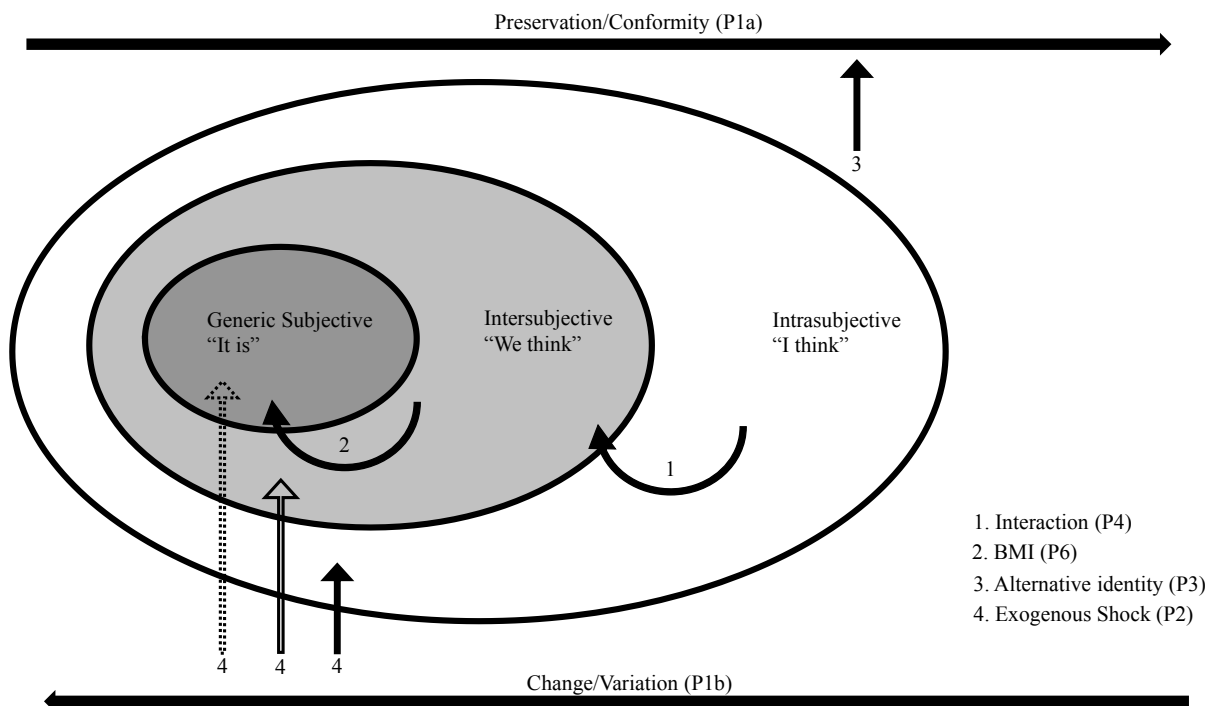 Preservation/Conformity (P1a)
3
Generic Subjective
“It is”
Intersubjective
“We think”
Intrasubjective
“I think”
2
1
1. Interaction (P4)
2. BMI (P6)
3. Alternative identity (P3)
4. Exogenous Shock (P2)
4
4
4
Change/Variation (P1b)